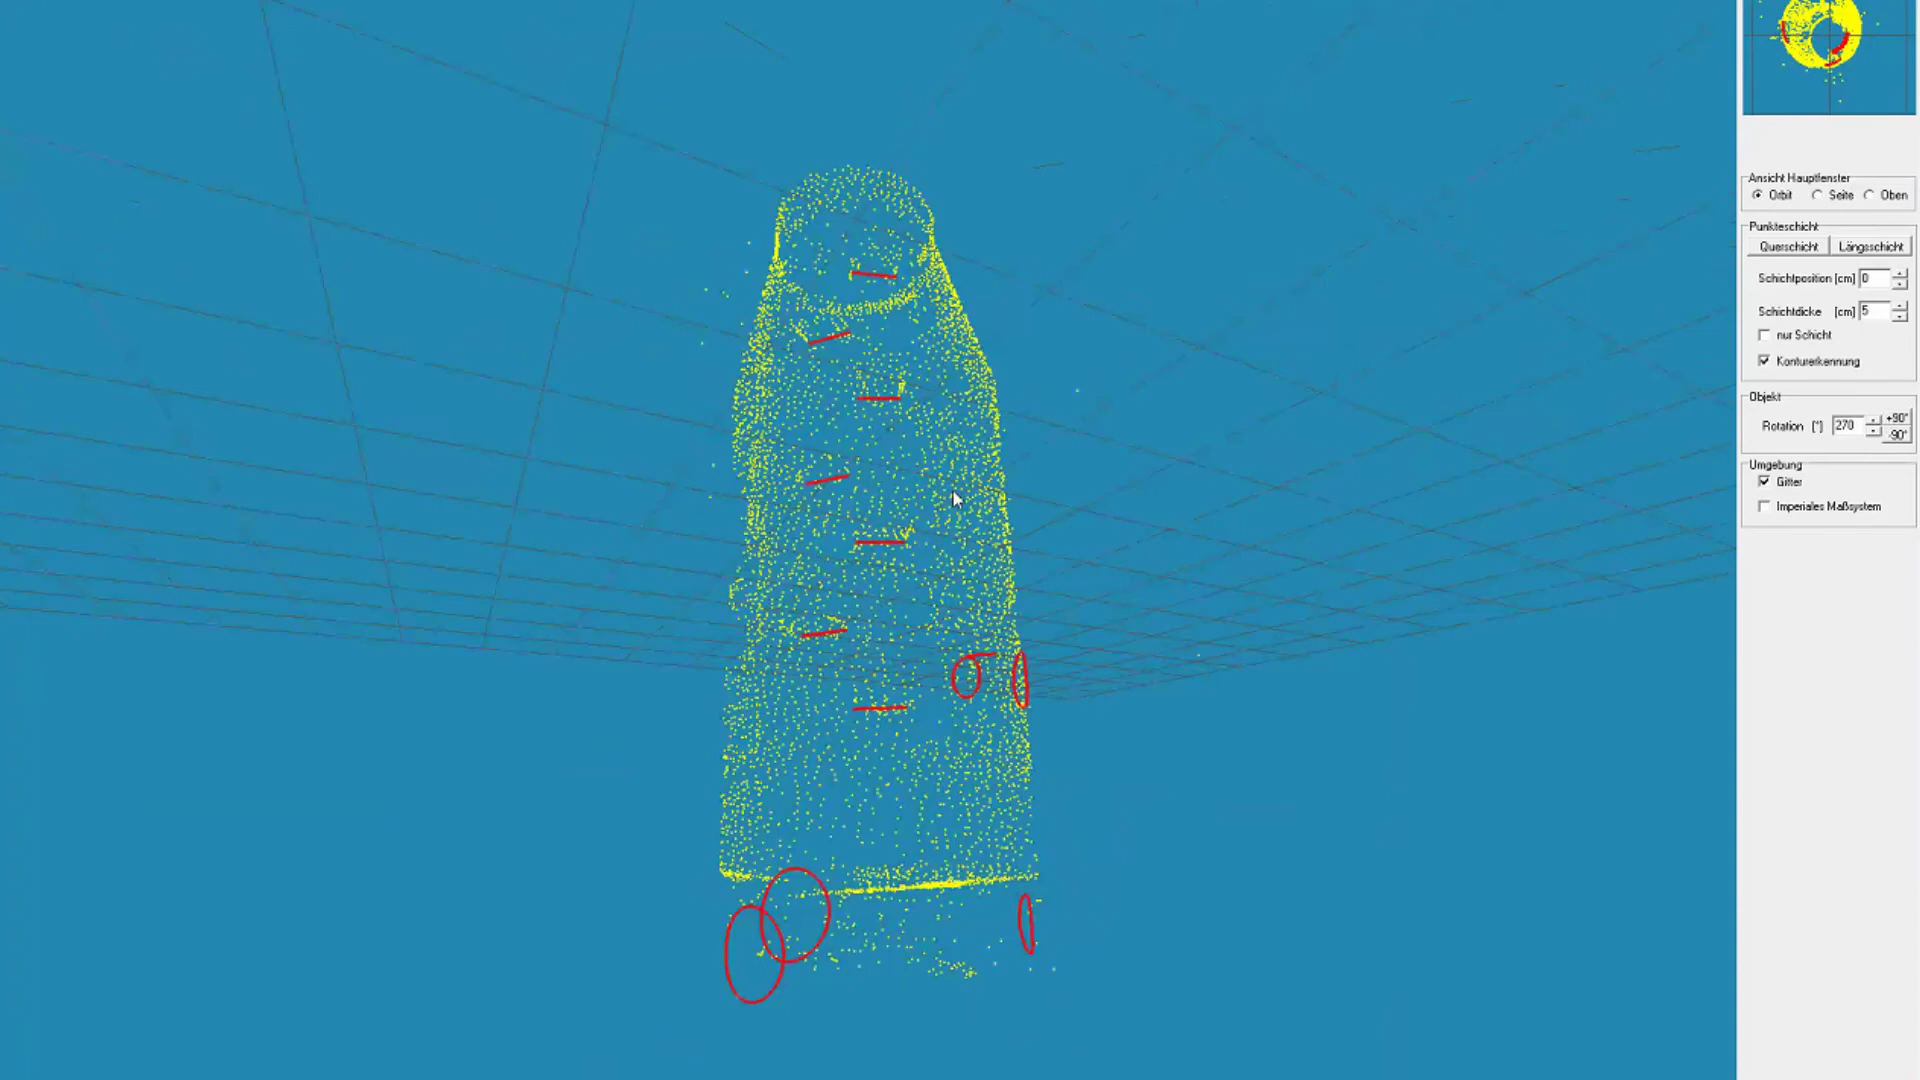 Ansicht Hauptfenster
Orbit Seite Oben
Punkteschicht
Querschicht Längsschicht
Schichtposition [cm] 0
Schichtdicke [cm] 5
nur Schicht
Konturerkennung
Objekt
Rotation [°] 270 +90°
-90°
Umgebung
Gitter
Imperiales Maßsystem